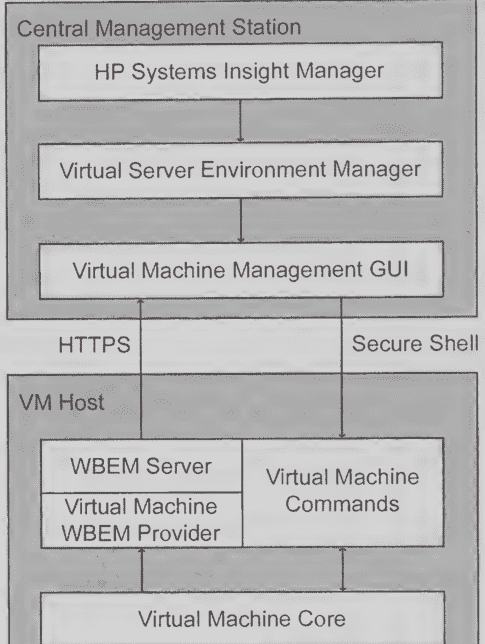 Central Management Station
HP Systems Insight Manager
Virtual Server Environment Manager
Virtual Machine Management GUI
HTTPS
Secure Shell
VM Host
WBEM Server
Virtual Machine
WBEM Provider
Virtual Machine
Commands
Virtual Machine Core